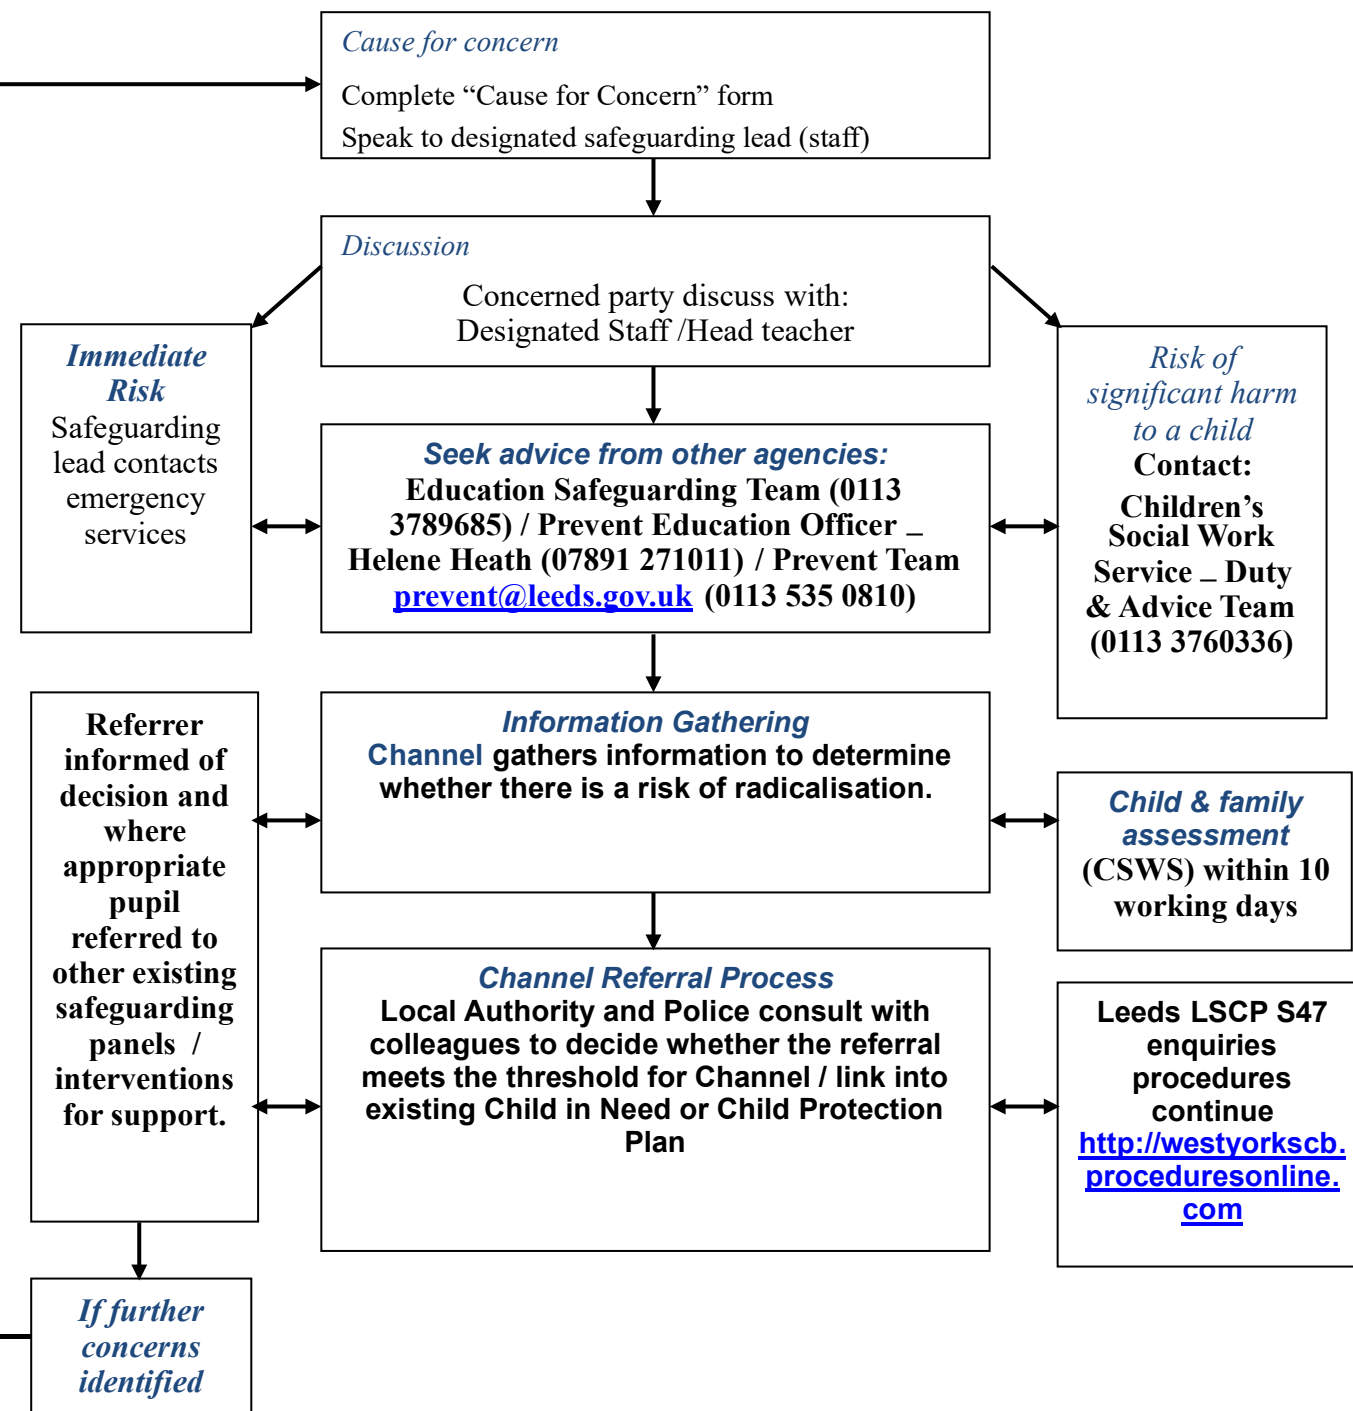 Cause for concern
Complete “Cause for Concern” form
Speak to designated safeguarding lead (staff)
Discussion
Concerned party discuss with:
Designated Staff /Head teacher
Immediate
Risk
Safeguarding
lead contacts
emergency
services
Seek advice from other agencies:
Education Safeguarding Team (0113
3789685) / Prevent Education Officer –
Helene Heath (07891 271011) / Prevent Team
prevent@leeds.gov.uk (0113 535 0810)
Risk of
significant harm
to a child
Contact:
Children’s
Social Work
Service – Duty
& Advice Team
(0113 3760336)
Referrer
informed of
decision and
where
appropriate
pupil
referred to
other existing
safeguarding
panels /
interventions
for support.
Information Gathering
Channel gathers information to determine
whether there is a risk of radicalisation.
Child & family
assessment
(CSWS) within 10
working days
Channel Referral Process
Local Authority and Police consult with
colleagues to decide whether the referral
meets the threshold for Channel / link into
existing Child in Need or Child Protection
Plan
Leeds LSCP S47
enquiries
procedures
continue
http://westyorkscb.
proceduresonline.
com
If further
concerns
identified